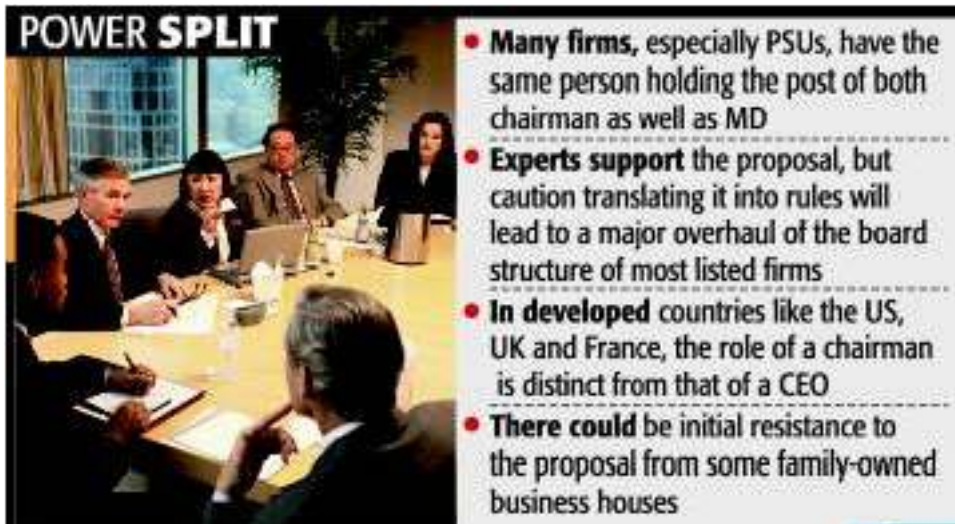 POWER SPLIT
• Many firms, especially PSUs, have the
same person holding the post of both
chairman as well as MD
• Experts support the proposal, but
caution translating it into rules will
lead to a major overhaul of the board
structure of most listed firms
• In developed countries like the US,
UK and France, the role of a chairman
is distinct from that of a CEO
• There could be initial resistance to
the proposal from some family-owned
business houses